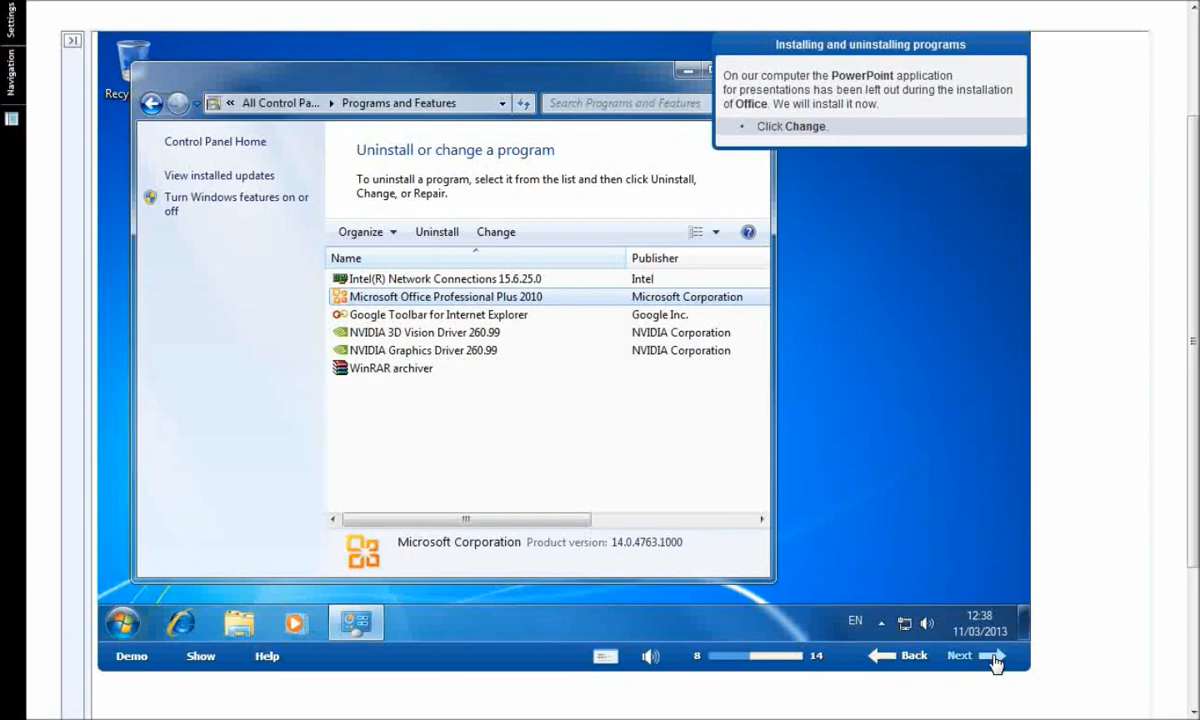 Settings
Navigation
Recy
All Control Pa...
Programs and Features
Search Programs and Features
Installing and uninstalling programs
On our computer the PowerPoint application
for presentations has been left out during the installation
of Office. We will install it now.
• Click Change.
Control Panel Home
View installed updates
Turn Windows features on or
off
Uninstall or change a program
To uninstall a program, select it from the list and then click Uninstall,
Change, or Repair.
Organize Uninstall Change
Name Publisher
Intel(R) Network Connections 15.6.25.0 Intel
Microsoft Office Professional Plus 2010 Microsoft Corporation
Google Toolbar for Internet Explorer Google Inc.
NVIDIA 3D Vision Driver 260.99 NVIDIA Corporation
NVIDIA Graphics Driver 260.99 NVIDIA Corporation
WinRAR archiver
Microsoft Corporation Product version: 14.0.4763.1000
EN
12:38
11/03/2013
Demo Show Help 8 14 Back Next